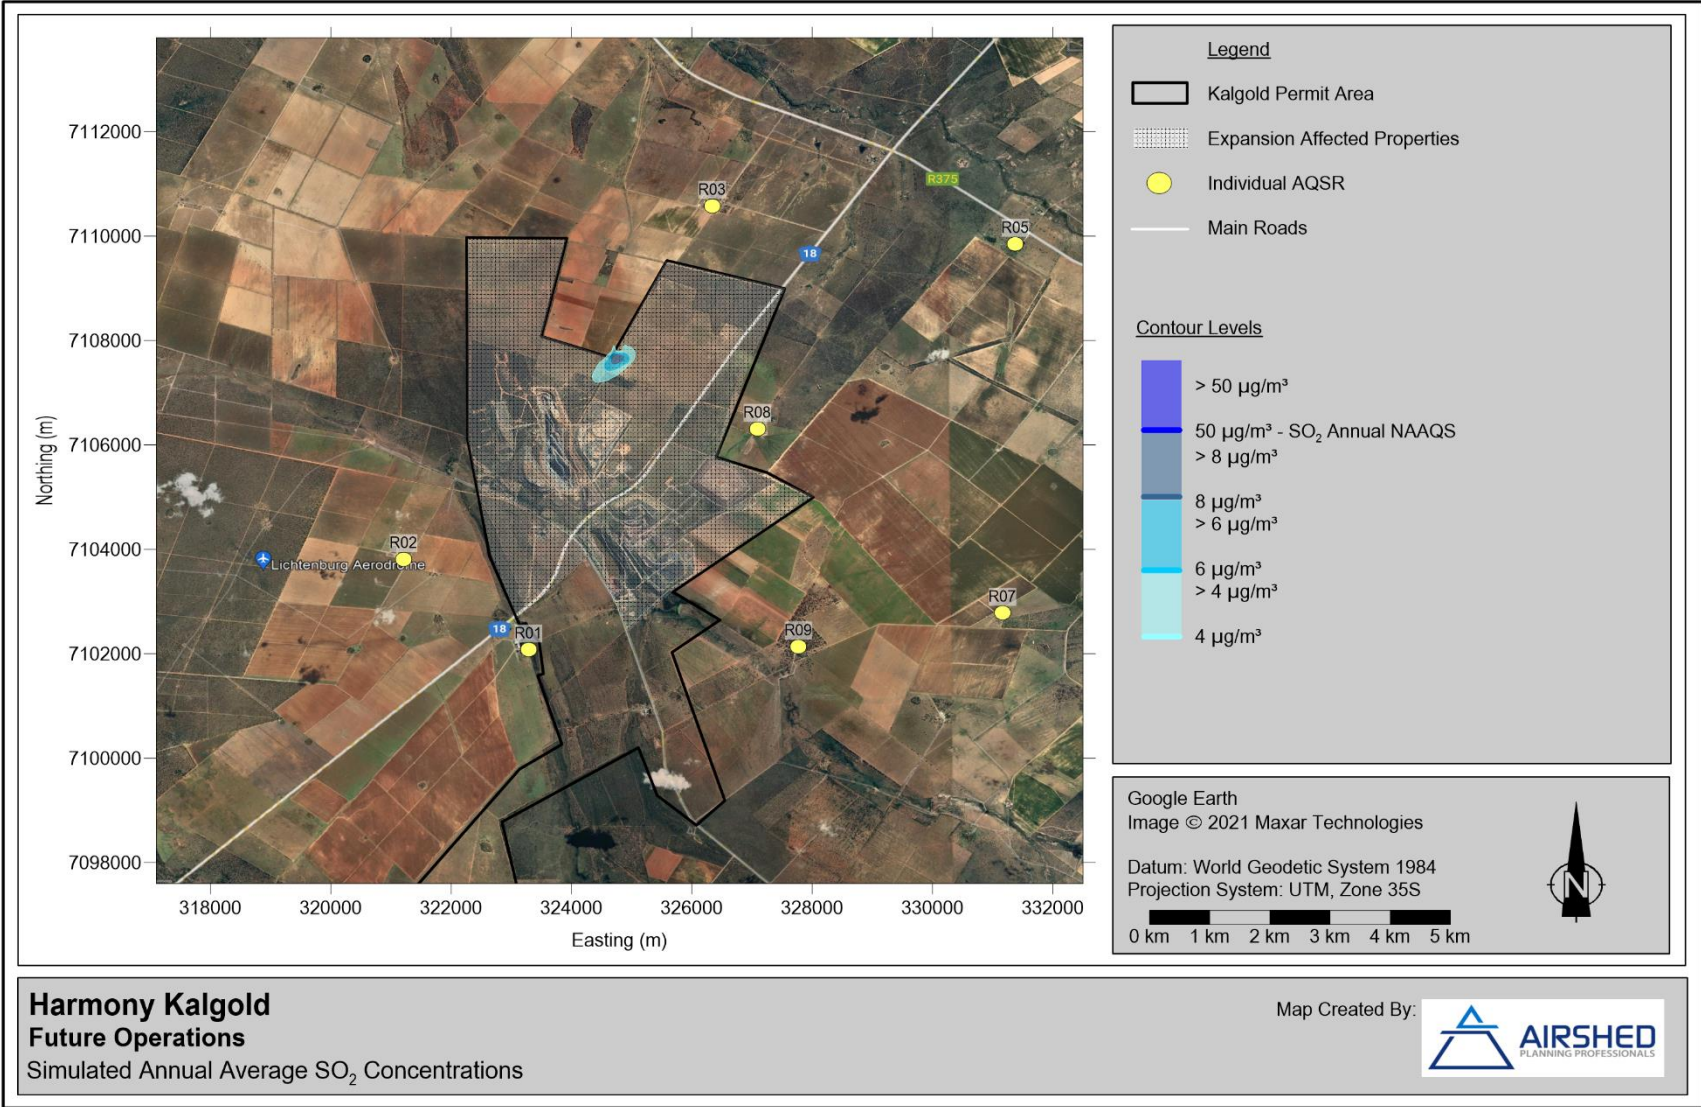 Legend
Kalgold Permit Area
Expansion Affected Properties
Individual AQSR
Main Roads
Contour Levels
> 50 µg/m³
50 µg/m³ - SO₂ Annual NAAQS
> 8 µg/m³
8 µg/m³
> 6 µg/m³
6 µg/m³
> 4 µg/m³
4 µg/m³
7112000
7110000
7108000
7106000
7104000
7102000
7100000
7098000
Northing (m)
R03
R375
R05
18
R08
R02
Lichtenburg Aerodrome
R07
18
R01
R09
318000 320000 322000 324000 326000 328000 330000 332000
Easting (m)
Google Earth
Image © 2021 Maxar Technologies
Datum: World Geodetic System 1984
Projection System: UTM, Zone 35S
0 km 1 km 2 km 3 km 4 km 5 km
N
Harmony Kalgold
Future Operations
Simulated Annual Average SO₂ Concentrations
Map Created By:
AIRSHED
PLANNING PROFESSIONALS